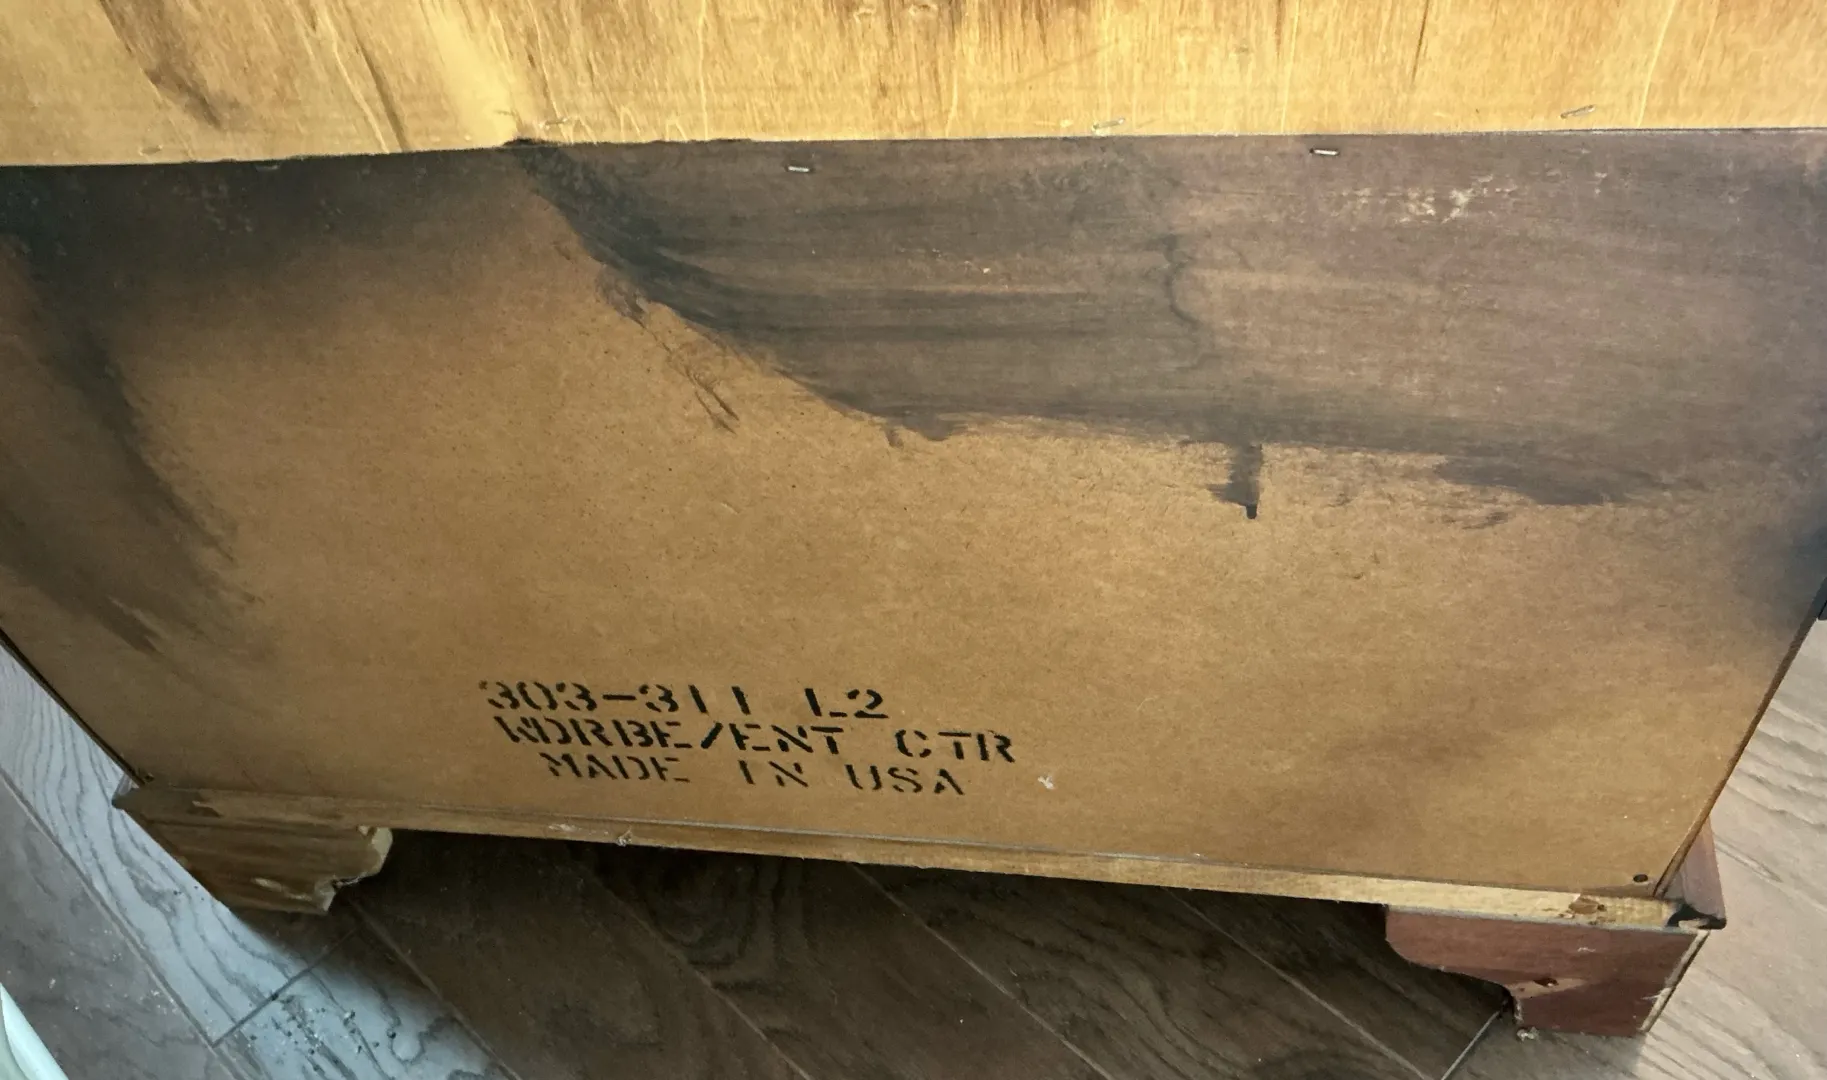 303-311 L2
WDRBE/ENT CTR
MADE IN USA